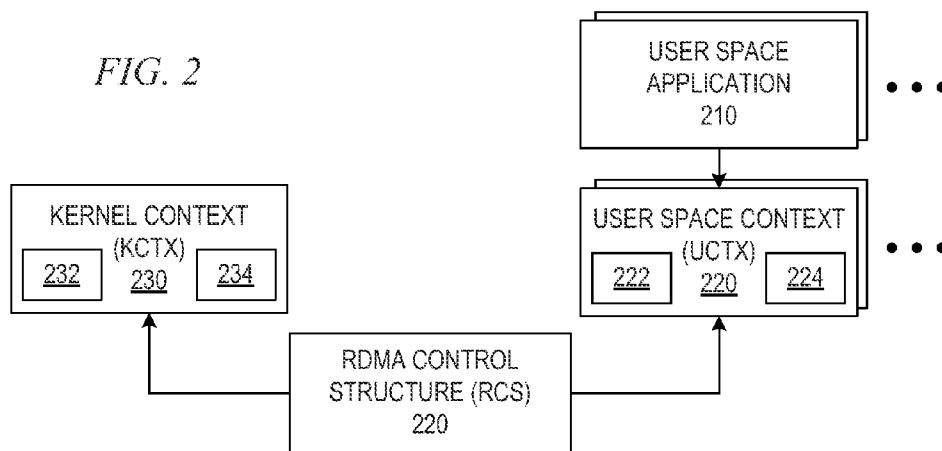 FIG. 2
USER SPACE
APPLICATION
210
KERNEL CONTEXT
(KCTX)
232 230 234
USER SPACE CONTEXT
(UCTX)
222 220 224
RDMA CONTROL
STRUCTURE (RCS)
220